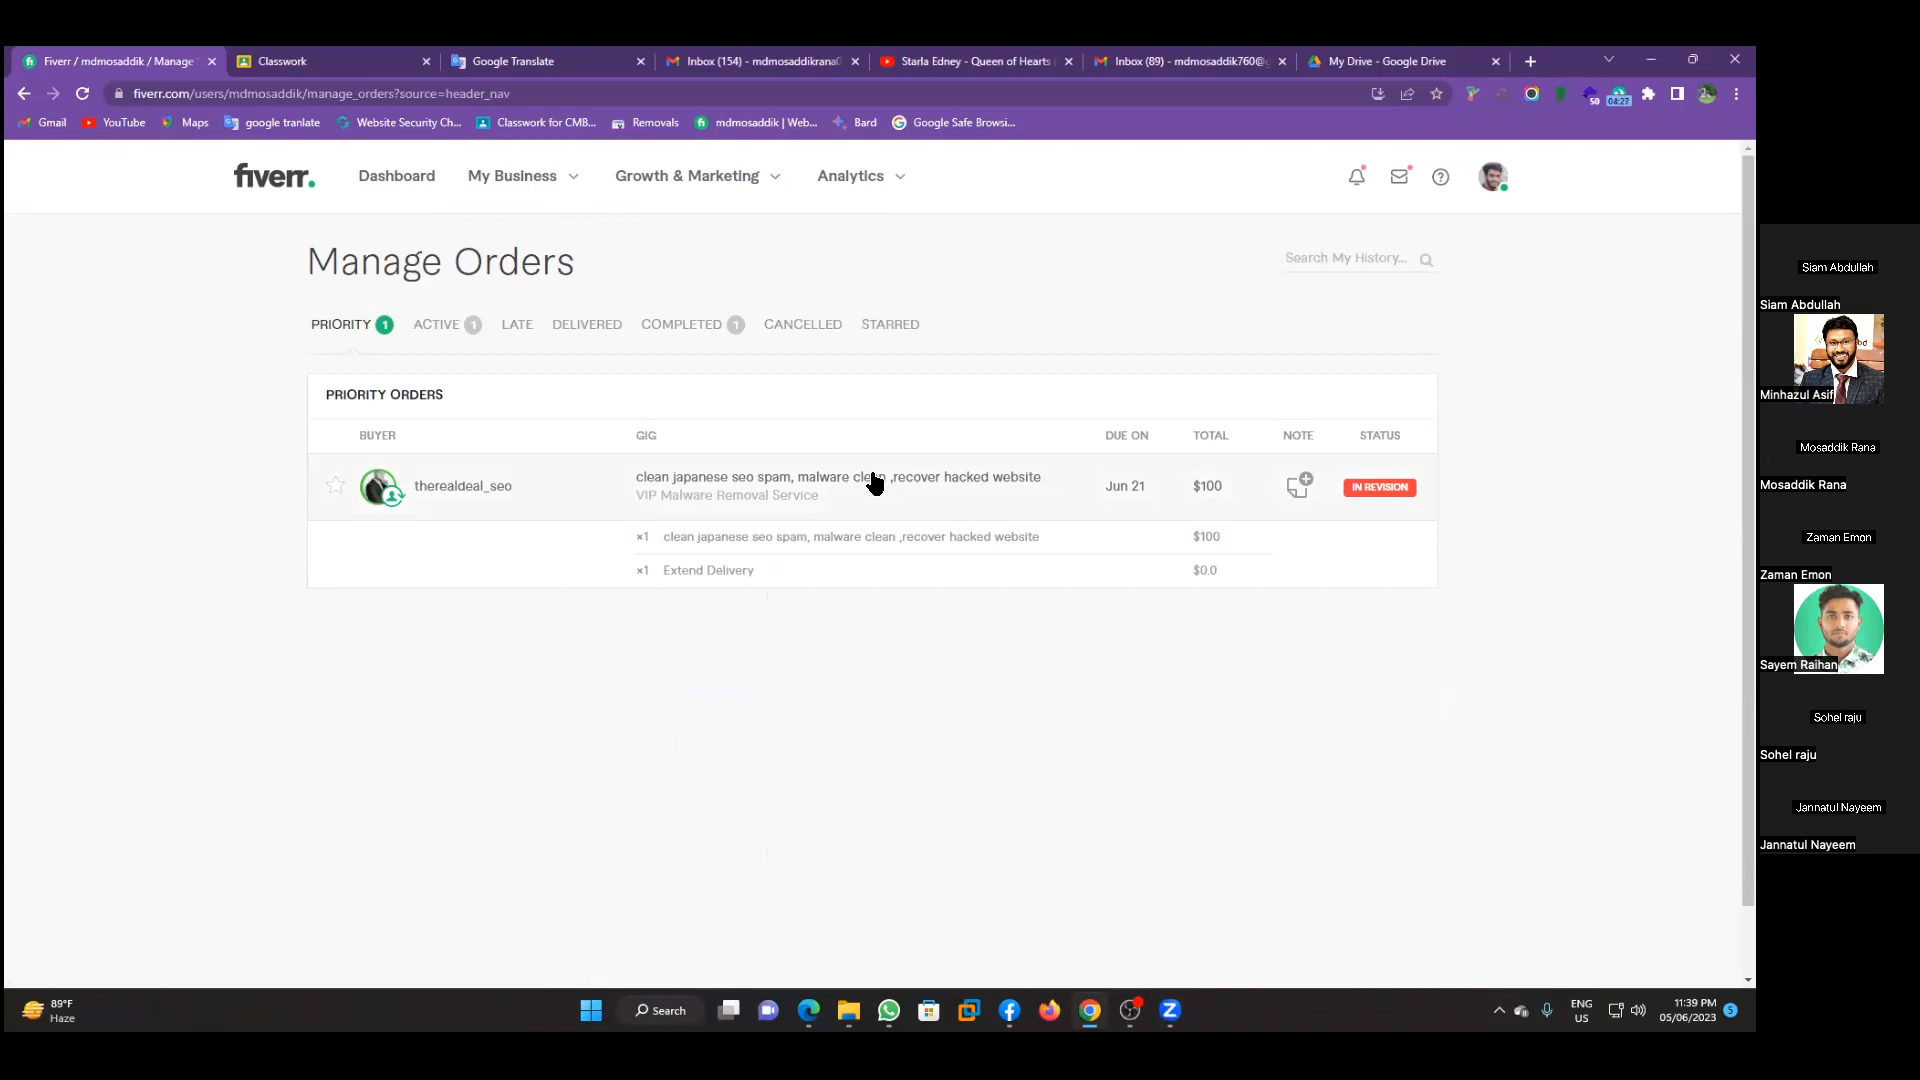 Fiverr / mdmosaddik / Manage
Classwork
Google Translate
Inbox (154) - mdmosaddikrana0
Starla Edney - Queen of Hearts
Inbox (89) - mdmosaddik760@g
My Drive - Google Drive
fiverr.com/users/mdmosaddik/manage_orders?source=header_nav
50
04:27
Gmail
YouTube
Maps
google tranlate
Website Security Ch...
Classwork for CMB...
Removals
mdmosaddik | Web...
Bard
Google Safe Browsi...
fiverr.
Dashboard
My Business
Growth & Marketing
Analytics
Manage Orders
Search My History...
PRIORITY 1
ACTIVE 1
LATE
DELIVERED
COMPLETED 1
CANCELLED
STARRED
PRIORITY ORDERS
BUYER
GIG
DUE ON
TOTAL
NOTE
STATUS
therealdeal_seo
clean japanese seo spam, malware clean ,recover hacked website
VIP Malware Removal Service
Jun 21
$100
IN REVISION
×1 clean japanese seo spam, malware clean ,recover hacked website
$100
×1 Extend Delivery
$0.0
Siam Abdullah
Siam Abdullah
Minhazul Asif
Mosaddik Rana
Mosaddik Rana
Zaman Emon
Zaman Emon
Sayem Raihan
Sohel raju
Sohel raju
Jannatul Nayeem
Jannatul Nayeem
89°F
Haze
Search
ENG
US
11:39 PM
05/06/2023
5